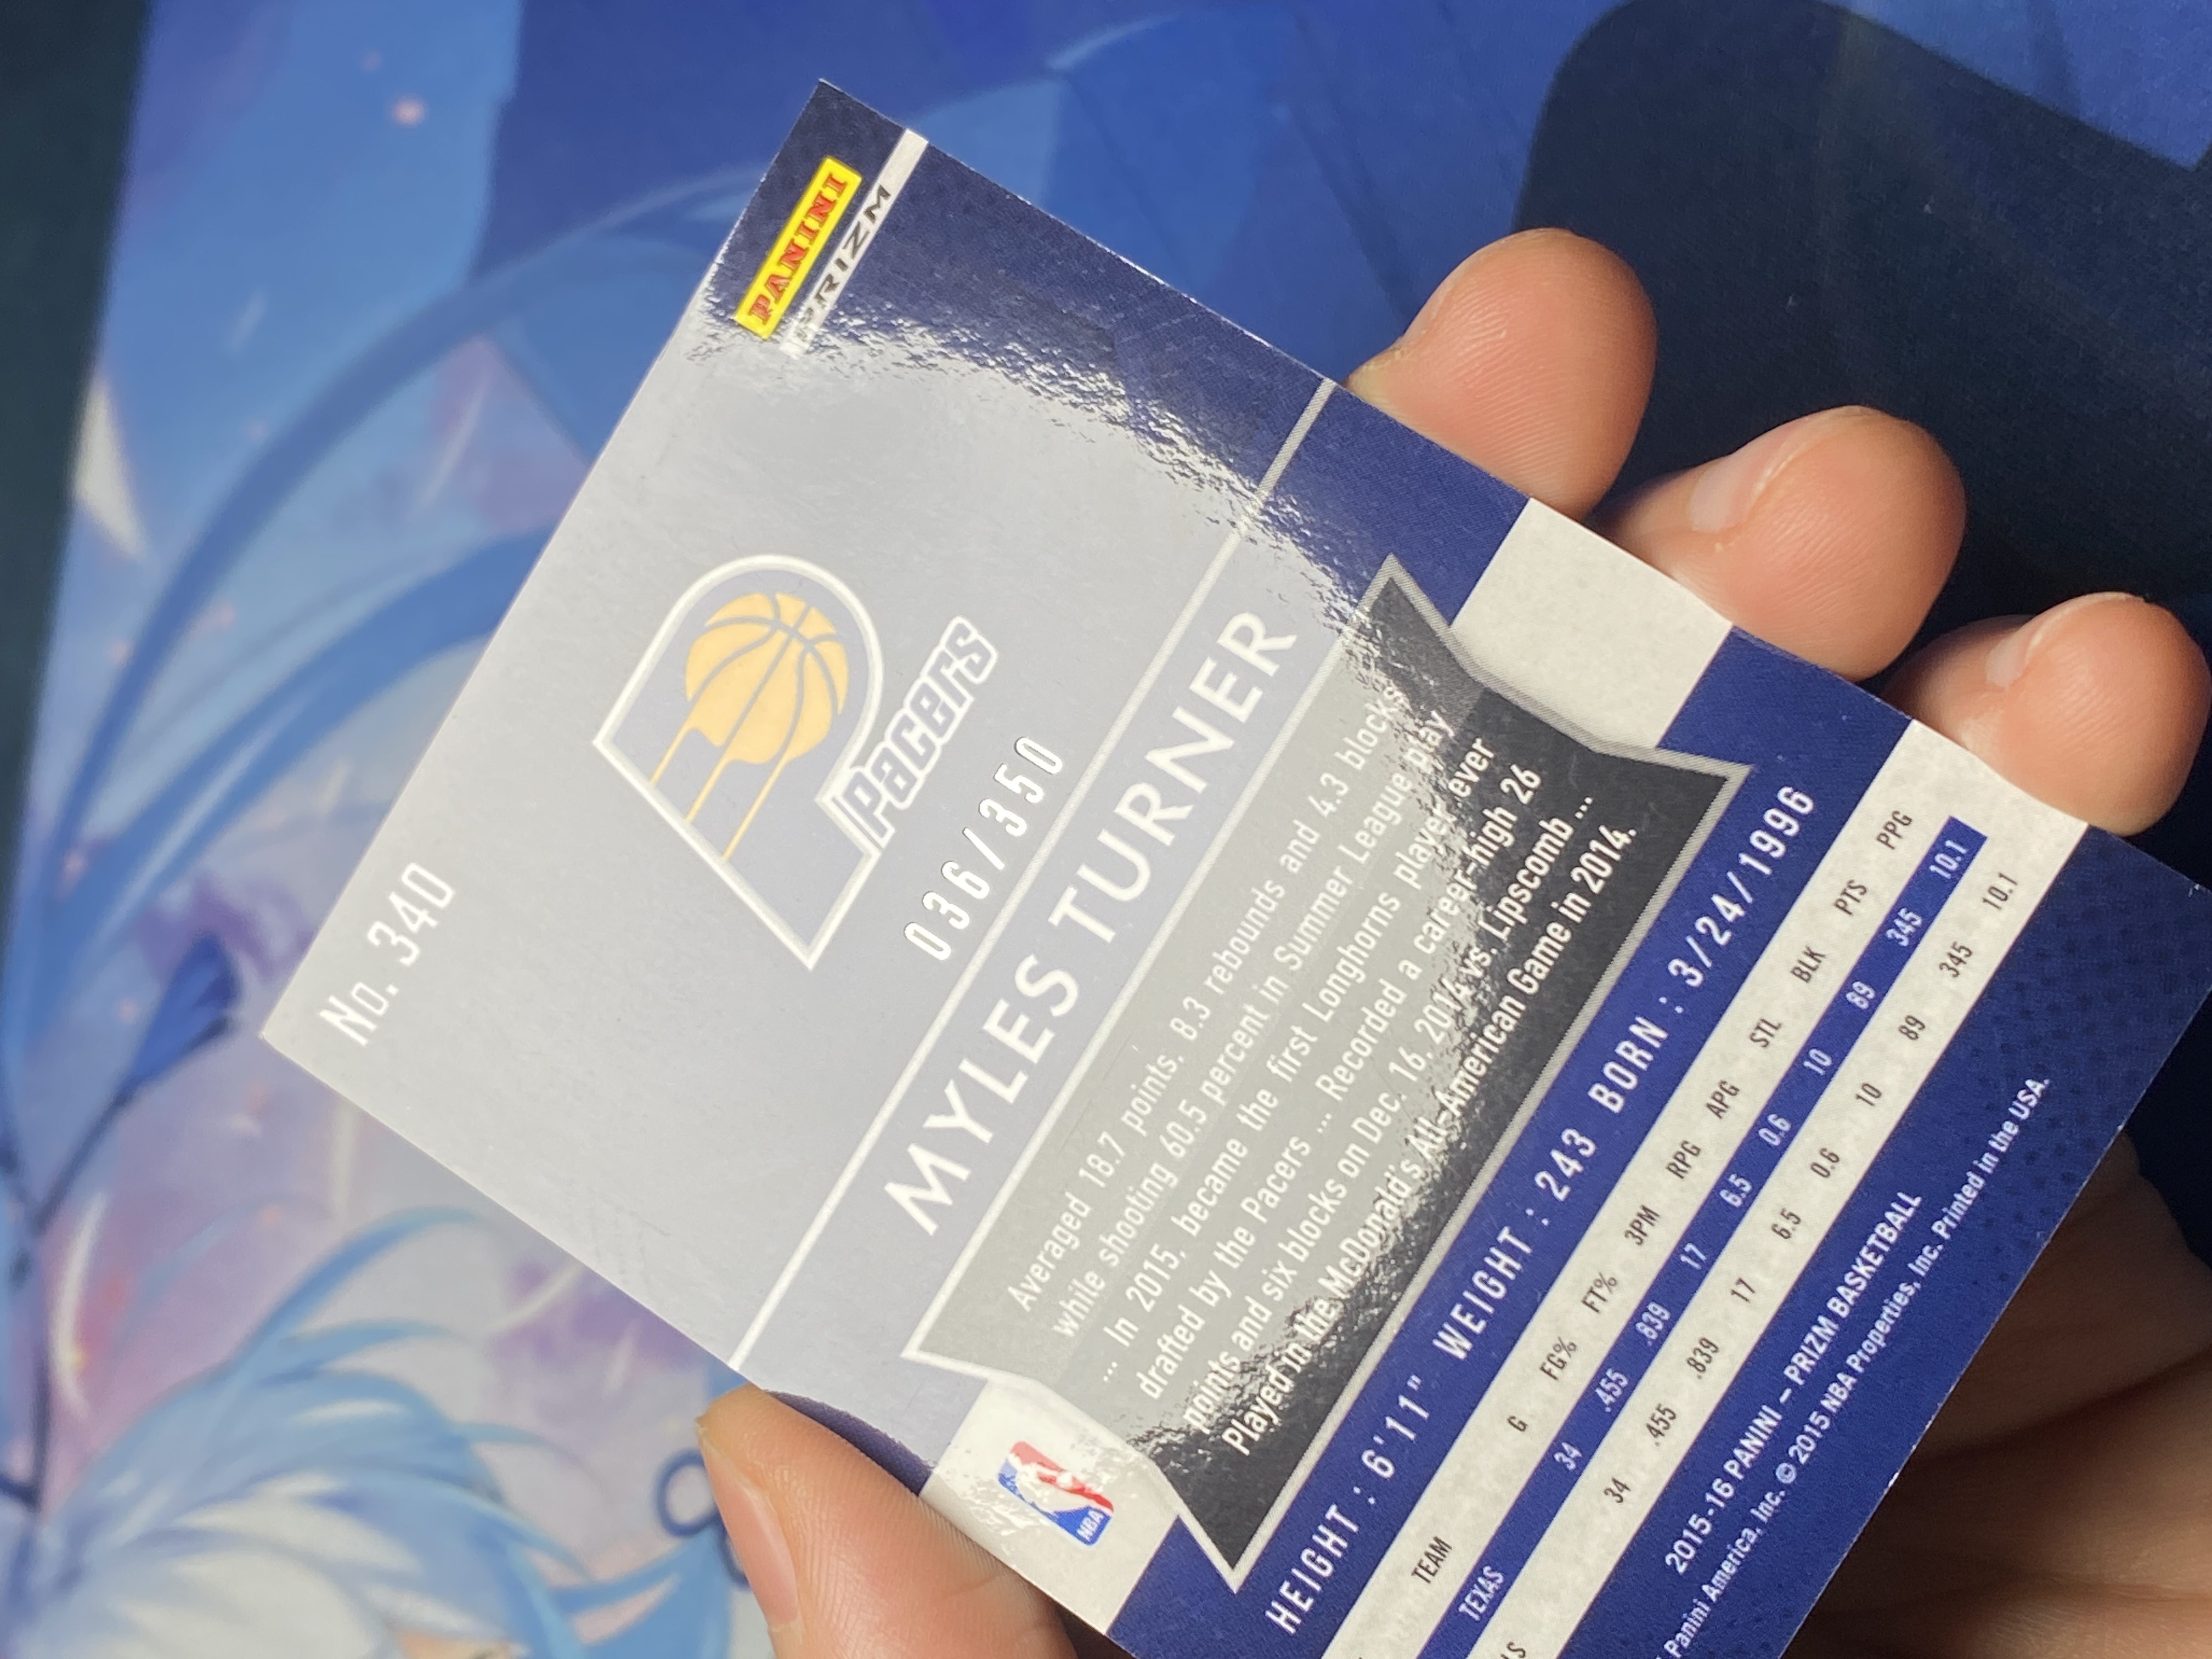 PANINI
PRIZM
No. 340
Pacers
036/350
MYLES TURNER
Averaged 18.7 points, 8.3 rebounds and 4.3 blocks
while shooting 60.5 percent in Summer League play
... In 2015, became the first Longhorns player ever
drafted by the Pacers ... Recorded a career-high 26
points and six blocks on Dec. 16, 2014 vs. Lipscomb ...
Played in the McDonald's All-American Game in 2014.
NBA
HEIGHT : 6'11" WEIGHT : 243 BORN : 3/24/1996
TEAM G FG% FT% 3PM RPG APG STL BLK PTS PPG
TEXAS 34 .455 .839 17 6.5 0.6 10 89 345 10.1
34 .455 .839 17 6.5 0.6 10 89 345 10.1
2015-16 PANINI – PRIZM BASKETBALL
Panini America, Inc. © 2015 NBA Properties, Inc. Printed in the USA.